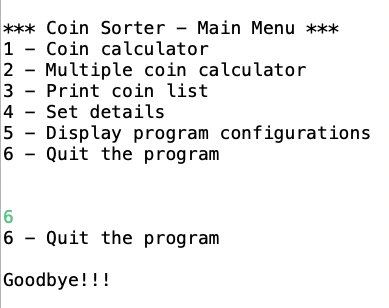 *** Coin Sorter - Main Menu ***
1 - Coin calculator
2 - Multiple coin calculator
3 - Print coin list
4 - Set details
5 - Display program configurations
6 - Quit the program
6
6 - Quit the program
Goodbye!!!